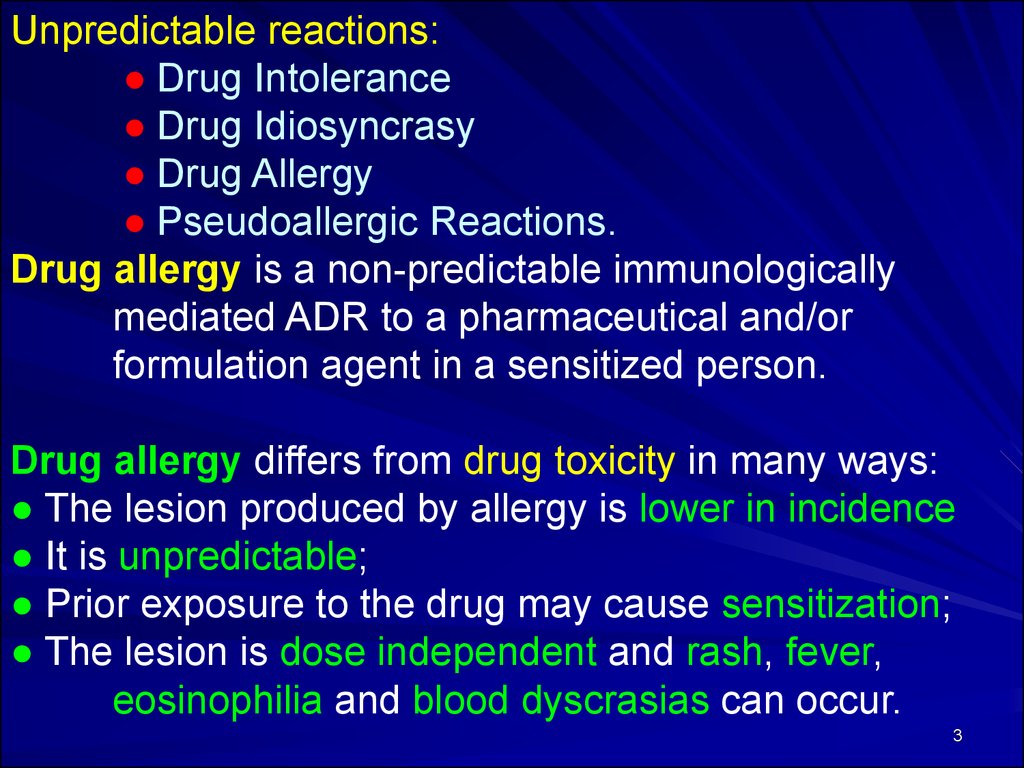 Unpredictable reactions:
● Drug Intolerance
● Drug Idiosyncrasy
● Drug Allergy
● Pseudoallergic Reactions.
Drug allergy is a non-predictable immunologically
mediated ADR to a pharmaceutical and/or
formulation agent in a sensitized person.
Drug allergy differs from drug toxicity in many ways:
● The lesion produced by allergy is lower in incidence
● It is unpredictable;
● Prior exposure to the drug may cause sensitization;
● The lesion is dose independent and rash, fever,
eosinophilia and blood dyscrasias can occur.
3